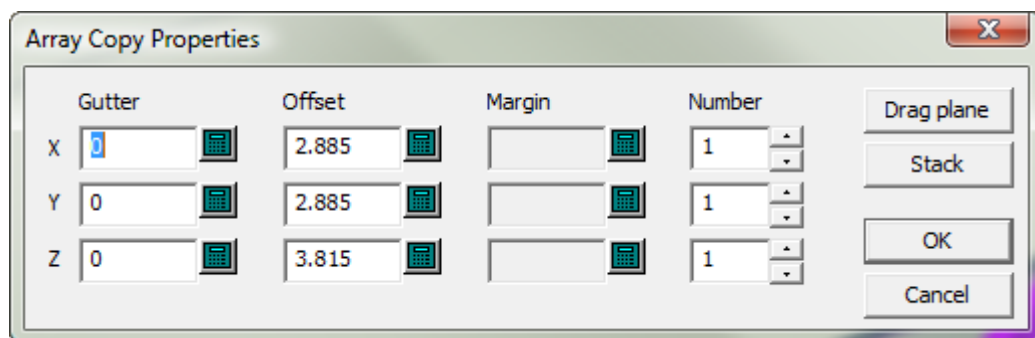 Array Copy Properties
Gutter Offset Margin Number
X 0 2.885 1
Y 0 2.885 1
Z 0 3.815 1
Drag plane
Stack
OK
Cancel